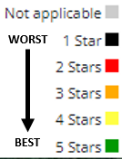 Not applicable
WORST 1 Star
2 Stars
3 Stars
4 Stars
BEST 5 Stars